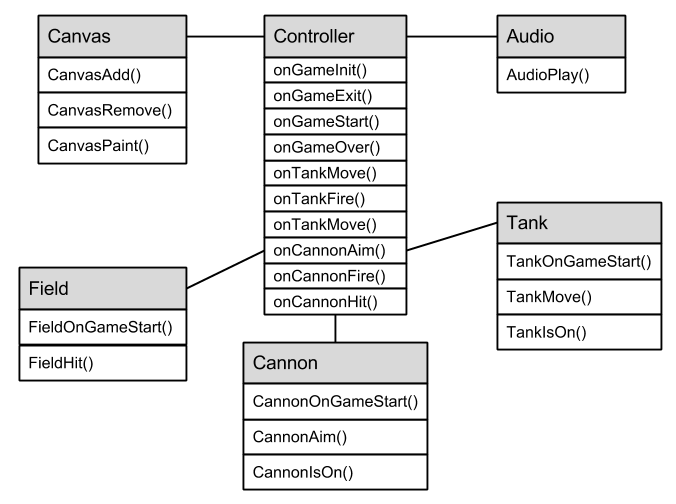 Canvas
CanvasAdd()
CanvasRemove()
CanvasPaint()
Controller
onGameInit()
onGameExit()
onGameStart()
onGameOver()
onTankMove()
onTankFire()
onTankMove()
onCannonAim()
onCannonFire()
onCannonHit()
Audio
AudioPlay()
Tank
TankOnGameStart()
TankMove()
TankIsOn()
Field
FieldOnGameStart()
FieldHit()
Cannon
CannonOnGameStart()
CannonAim()
CannonIsOn()